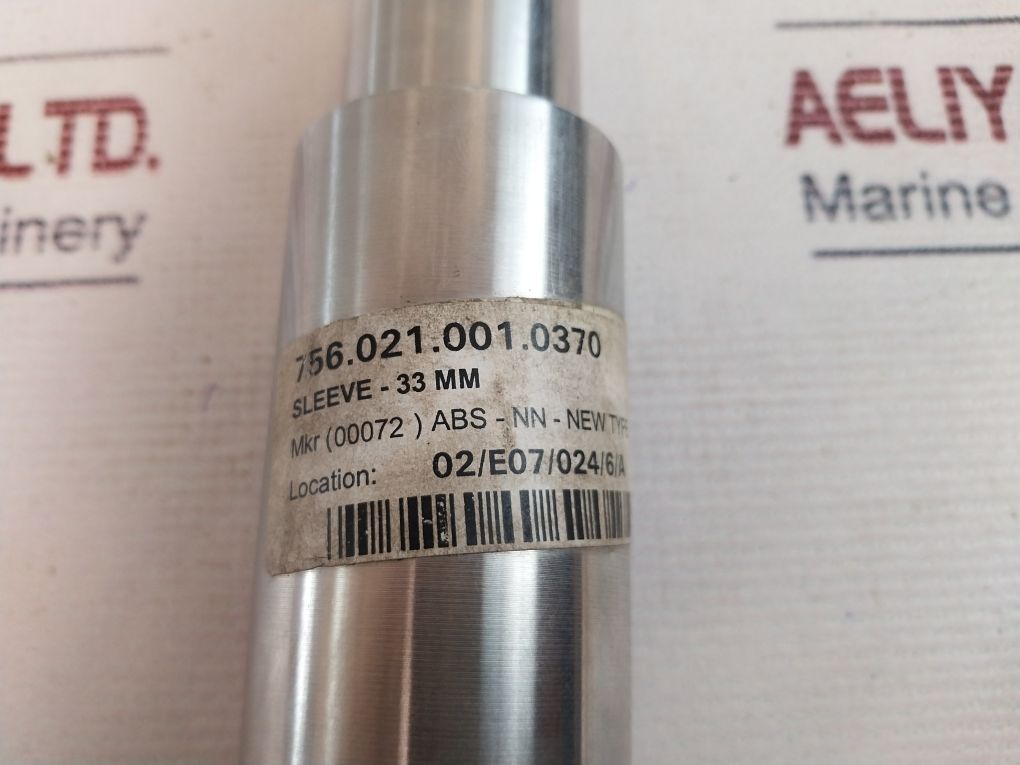 LTD.
inery
AELIY
Marine
756.021.001.0370
SLEEVE - 33 MM
Mkr (00072 ) ABS - NN - NEW TYPE
Location: 02/E07/024/6/A